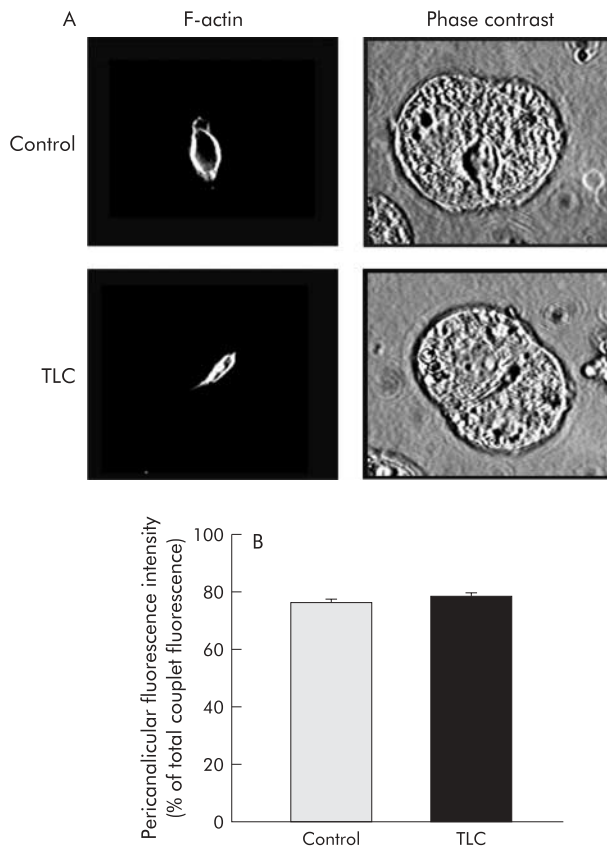 A
F-actin
Phase contrast
Control
TLC
B
Pericanalicular fluorescence intensity
(% of total couplet fluorescence)
100
80
60
40
20
0
Control
TLC